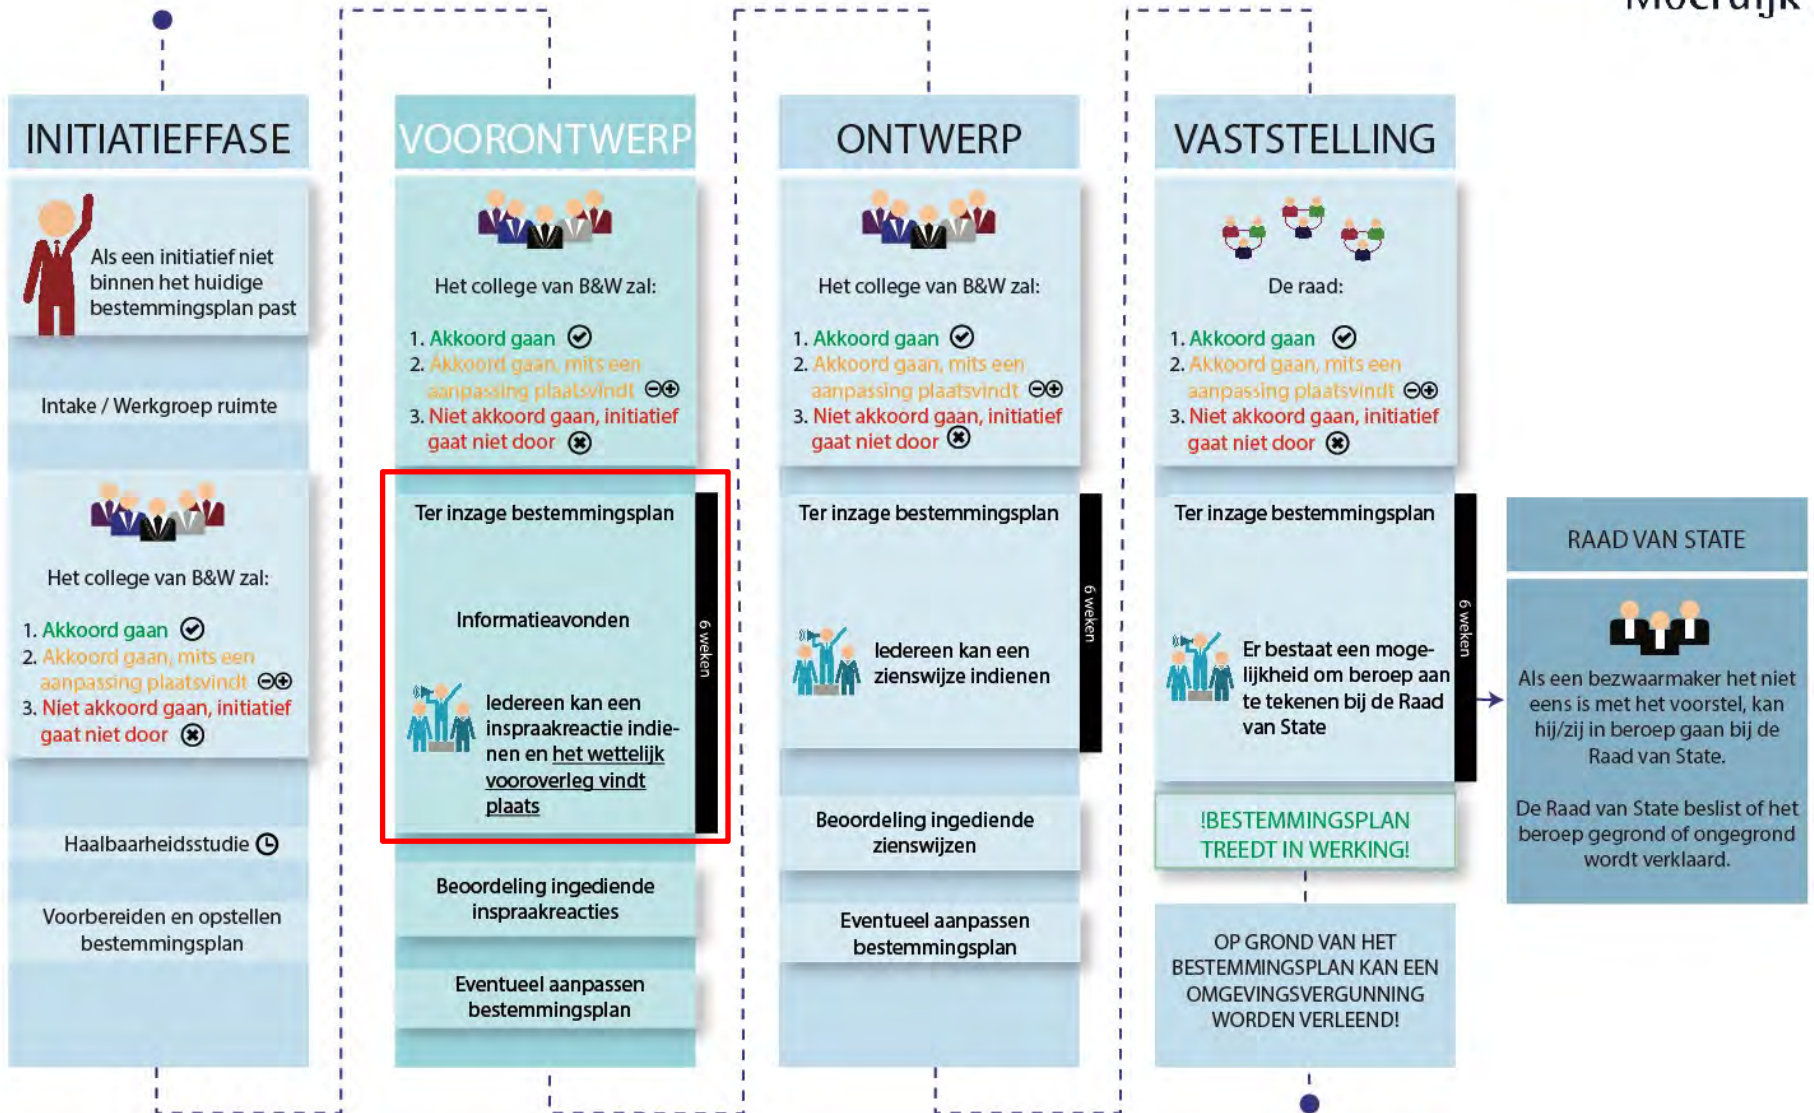 Moerdijk
INITIATIEFFASE
Als een initiatief niet
binnen het huidige
bestemmingsplan past
Intake / Werkgroep ruimte
Het college van B&W zal:
1. Akkoord gaan
2. Akkoord gaan, mits een
aanpassing plaatsvindt
3. Niet akkoord gaan, initiatief
gaat niet door
Haalbaarheidsstudie
Voorbereiden en opstellen
bestemmingsplan
VOORONTWERP
Het college van B&W zal:
1. Akkoord gaan
2. Akkoord gaan, mits een
aanpassing plaatsvindt
3. Niet akkoord gaan, initiatief
gaat niet door
Ter inzage bestemmingsplan
Informatieavonden
Iedereen kan een
inspraakreactie indie-
nen en het wettelijk
vooroverleg vindt
plaats
6 weken
Beoordeling ingediende
inspraakreacties
Eventueel aanpassen
bestemmingsplan
ONTWERP
Het college van B&W zal:
1. Akkoord gaan
2. Akkoord gaan, mits een
aanpassing plaatsvindt
3. Niet akkoord gaan, initiatief
gaat niet door
Ter inzage bestemmingsplan
Iedereen kan een
zienswijze indienen
6 weken
Beoordeling ingediende
zienswijzen
Eventueel aanpassen
bestemmingsplan
VASTSTELLING
De raad:
1. Akkoord gaan
2. Akkoord gaan, mits een
aanpassing plaatsvindt
3. Niet akkoord gaan, initiatief
gaat niet door
Ter inzage bestemmingsplan
Er bestaat een moge-
lijkheid om beroep aan
te tekenen bij de Raad
van State
6 weken
!BESTEMMINGSPLAN
TREEDT IN WERKING!
OP GROND VAN HET
BESTEMMINGSPLAN KAN EEN
OMGEVINGSVERGUNNING
WORDEN VERLEEND!
RAAD VAN STATE
Als een bezwaarmaker het niet
eens is met het voorstel, kan
hij/zij in beroep gaan bij de
Raad van State.
De Raad van State beslist of het
beroep gegrond of ongegrond
wordt verklaard.